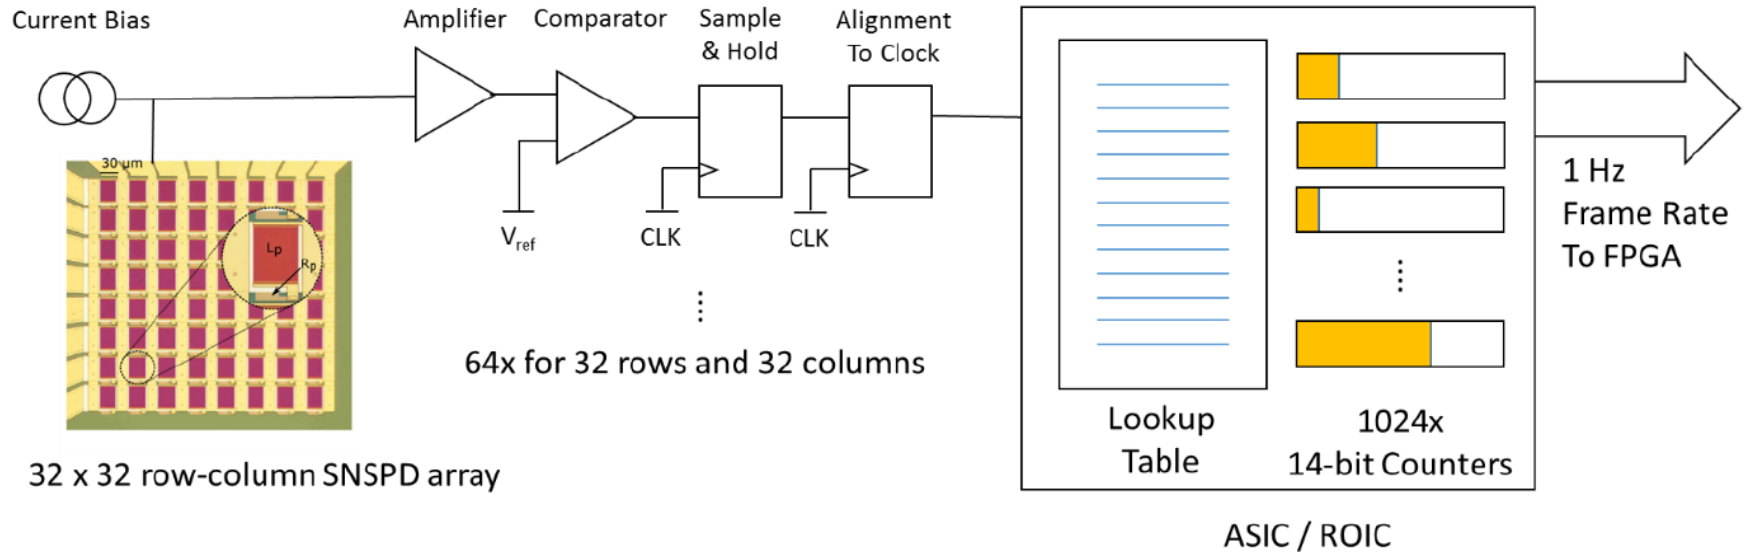 Current Bias
Amplifier
Comparator
Sample
& Hold
Alignment
To Clock
30 μm
Lp
Rp
Vref
CLK
CLK
64x for 32 rows and 32 columns
32 x 32 row-column SNSPD array
Lookup
Table
1024x
14-bit Counters
1 Hz
Frame Rate
To FPGA
ASIC / ROIC